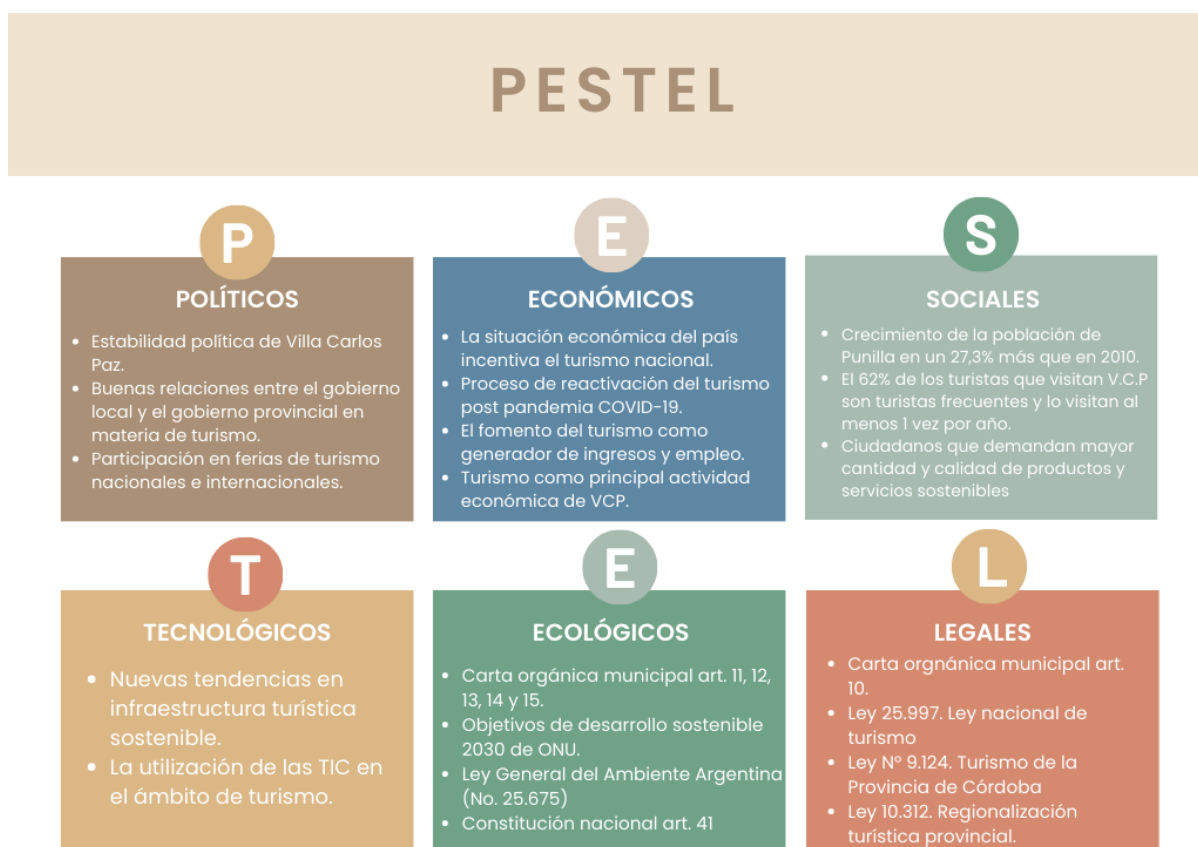 PESTEL
P
POLÍTICOS
• Estabilidad política de Villa Carlos
Paz.
• Buenas relaciones entre el gobierno
local y el gobierno provincial en
materia de turismo.
• Participación en ferias de turismo
nacionales e internacionales.
E
ECONÓMICOS
• La situación económica del país
incentiva el turismo nacional.
• Proceso de reactivación del turismo
post pandemia COVID-19.
• El fomento del turismo como
generador de ingresos y empleo.
• Turismo como principal actividad
económica de VCP.
S
SOCIALES
• Crecimiento de la población de
Punilla en un 27,3% más que en 2010.
• El 62% de los turistas que visitan V.C.P
son turistas frecuentes y lo visitan al
menos 1 vez por año.
• Ciudadanos que demandan mayor
cantidad y calidad de productos y
servicios sostenibles
T
TECNOLÓGICOS
• Nuevas tendencias en
infraestructura turística
sostenible.
• La utilización de las TIC en
el ámbito de turismo.
E
ECOLÓGICOS
• Carta orgánica municipal art. 11, 12,
13, 14 y 15.
• Objetivos de desarrollo sostenible
2030 de ONU.
• Ley General del Ambiente Argentina
(No. 25.675)
• Constitución nacional art. 41
L
LEGALES
• Carta orgnánica municipal art.
10.
• Ley 25.997. Ley nacional de
turismo
• Ley Nº 9.124. Turismo de la
Provincia de Córdoba
• Ley 10.312. Regionalización
turística provincial.